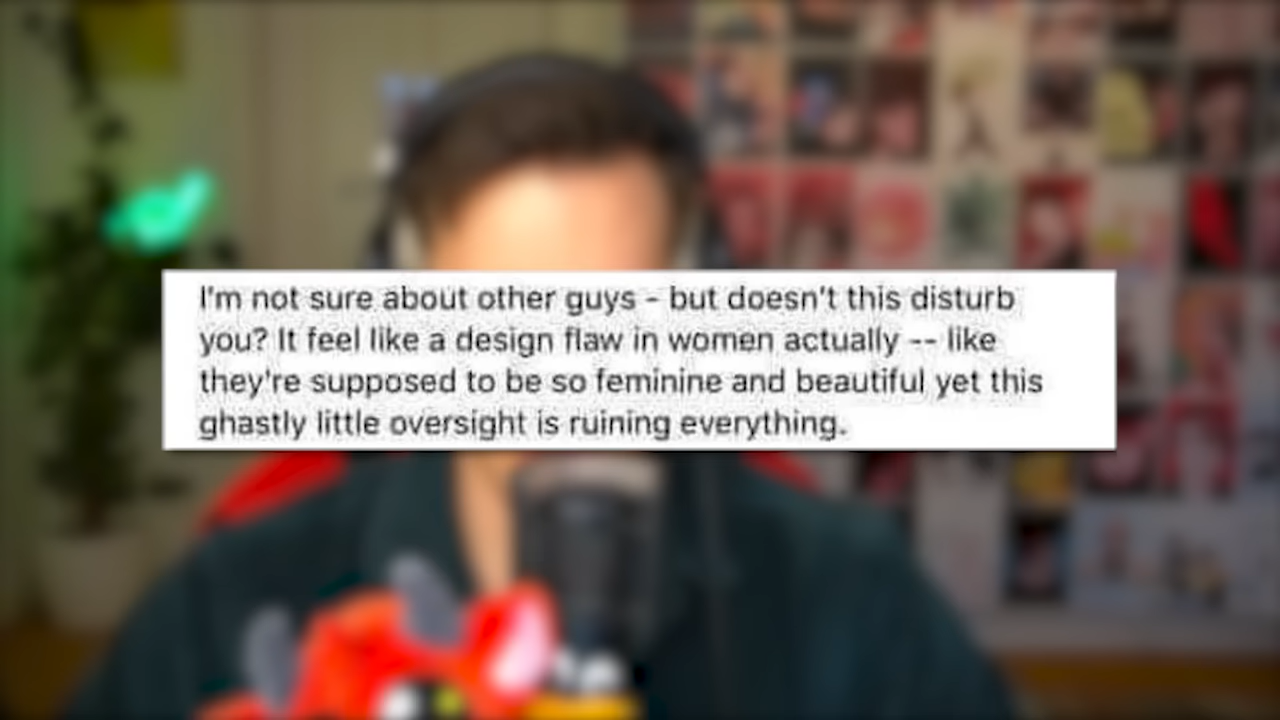 I'm not sure about other guys - but doesn't this disturb
you? It feel like a design flaw in women actually -- like
they're supposed to be so feminine and beautiful yet this
ghastly little oversight is ruining everything.